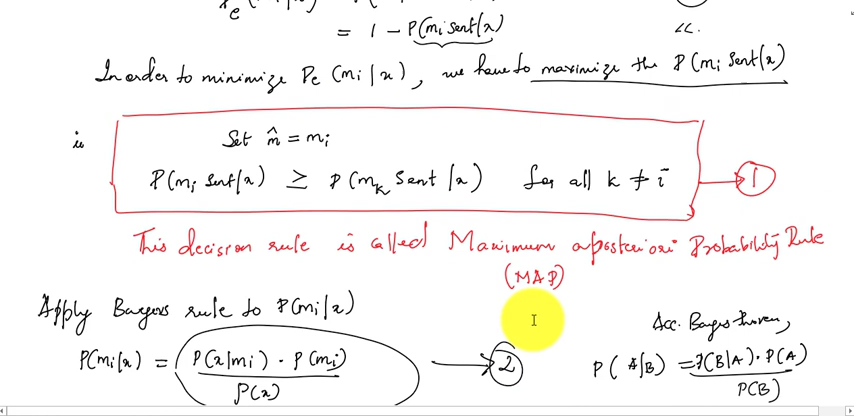 = 1 - P(mi sent/x)
<<.
In order to minimize Pe (mi/x), we have to maximize the P(mi sent/x)
ie
Set m̂ = mi
P(mi sent/x) ≥ P(mk sent/x) for all k ≠ i → 1
This decision rule is called Maximum aposteriori Probability Rule
(MAP)
Apply Bayers rule to P(mi/x)
Acc. Bayes theorem,
P(mi/x) = P(x/mi) · P(mi) / P(x) → 2
P(A/B) = P(B/A) · P(A) / P(B)